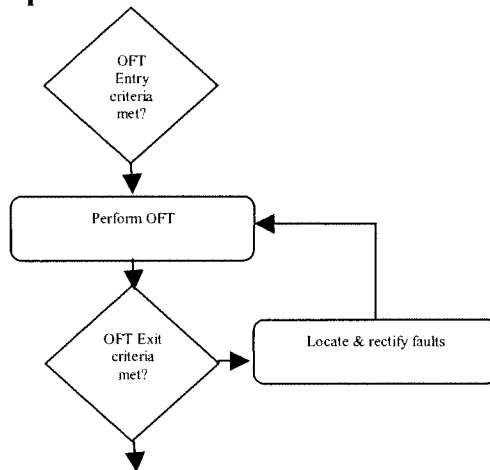 OFT
Entry
criteria
met?
Perform OFT
OFT Exit
criteria
met?
Locate & rectify faults